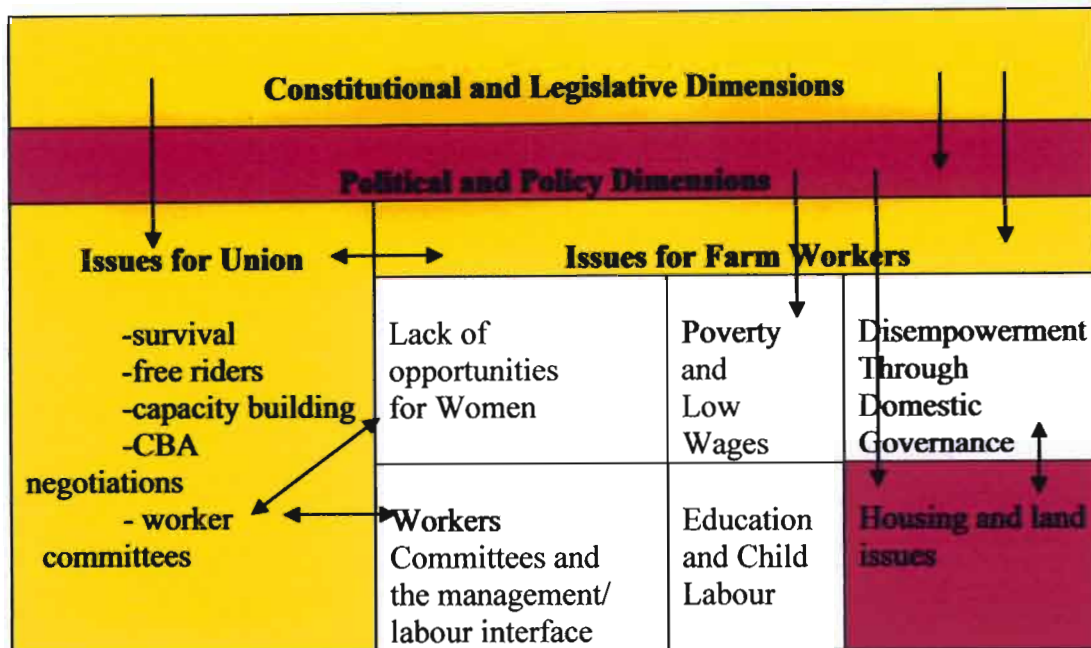 Constitutional and Legislative Dimensions
Political and Policy Dimensions
Issues for Union
-survival
-free riders
-capacity building
-CBA
negotiations
- worker
committees
Issues for Farm Workers
Lack of
opportunities
for Women
Poverty
and
Low
Wages
Disempowerment
Through
Domestic
Governance
Workers
Committees and
the management/
labour interface
Education
and Child
Labour
Housing and land
issues